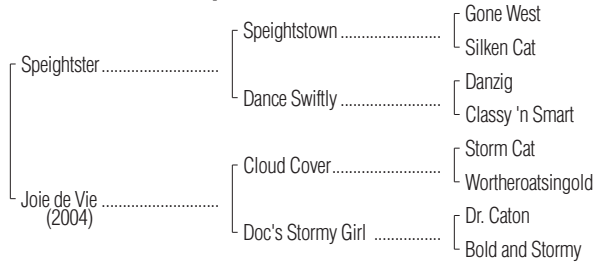 Gone West
Speightstown ....................
Silken Cat
Speightster .......................
Danzig
Dance Swiftly ....................
Classy 'n Smart
Storm Cat
Cloud Cover......................
Wortheroatsingold
Joie de Vie .......................
(2004)
Dr. Caton
Doc's Stormy Girl ..............
Bold and Stormy